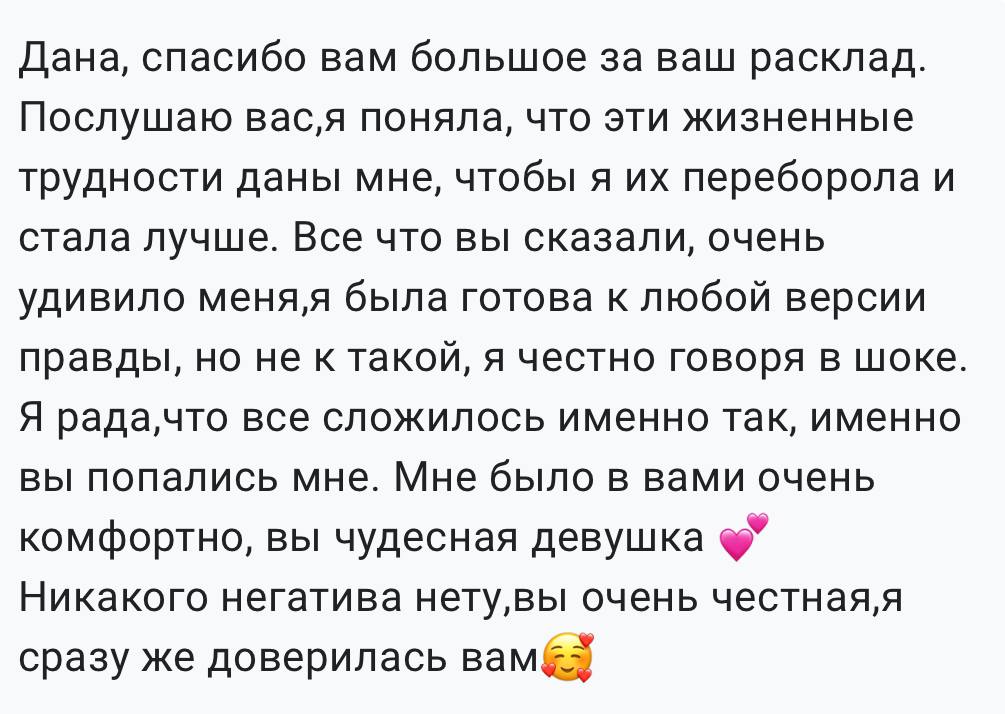 Дана, спасибо вам большое за ваш расклад.
Послушаю вас,я поняла, что эти жизненные
трудности даны мне, чтобы я их переборола и
стала лучше. Все что вы сказали, очень
удивило меня,я была готова к любой версии
правды, но не к такой, я честно говоря в шоке.
Я рада,что все сложилось именно так, именно
вы попались мне. Мне было в вами очень
комфортно, вы чудесная девушка 💕
Никакого негатива нету,вы очень честная,я
сразу же доверилась вам🥰